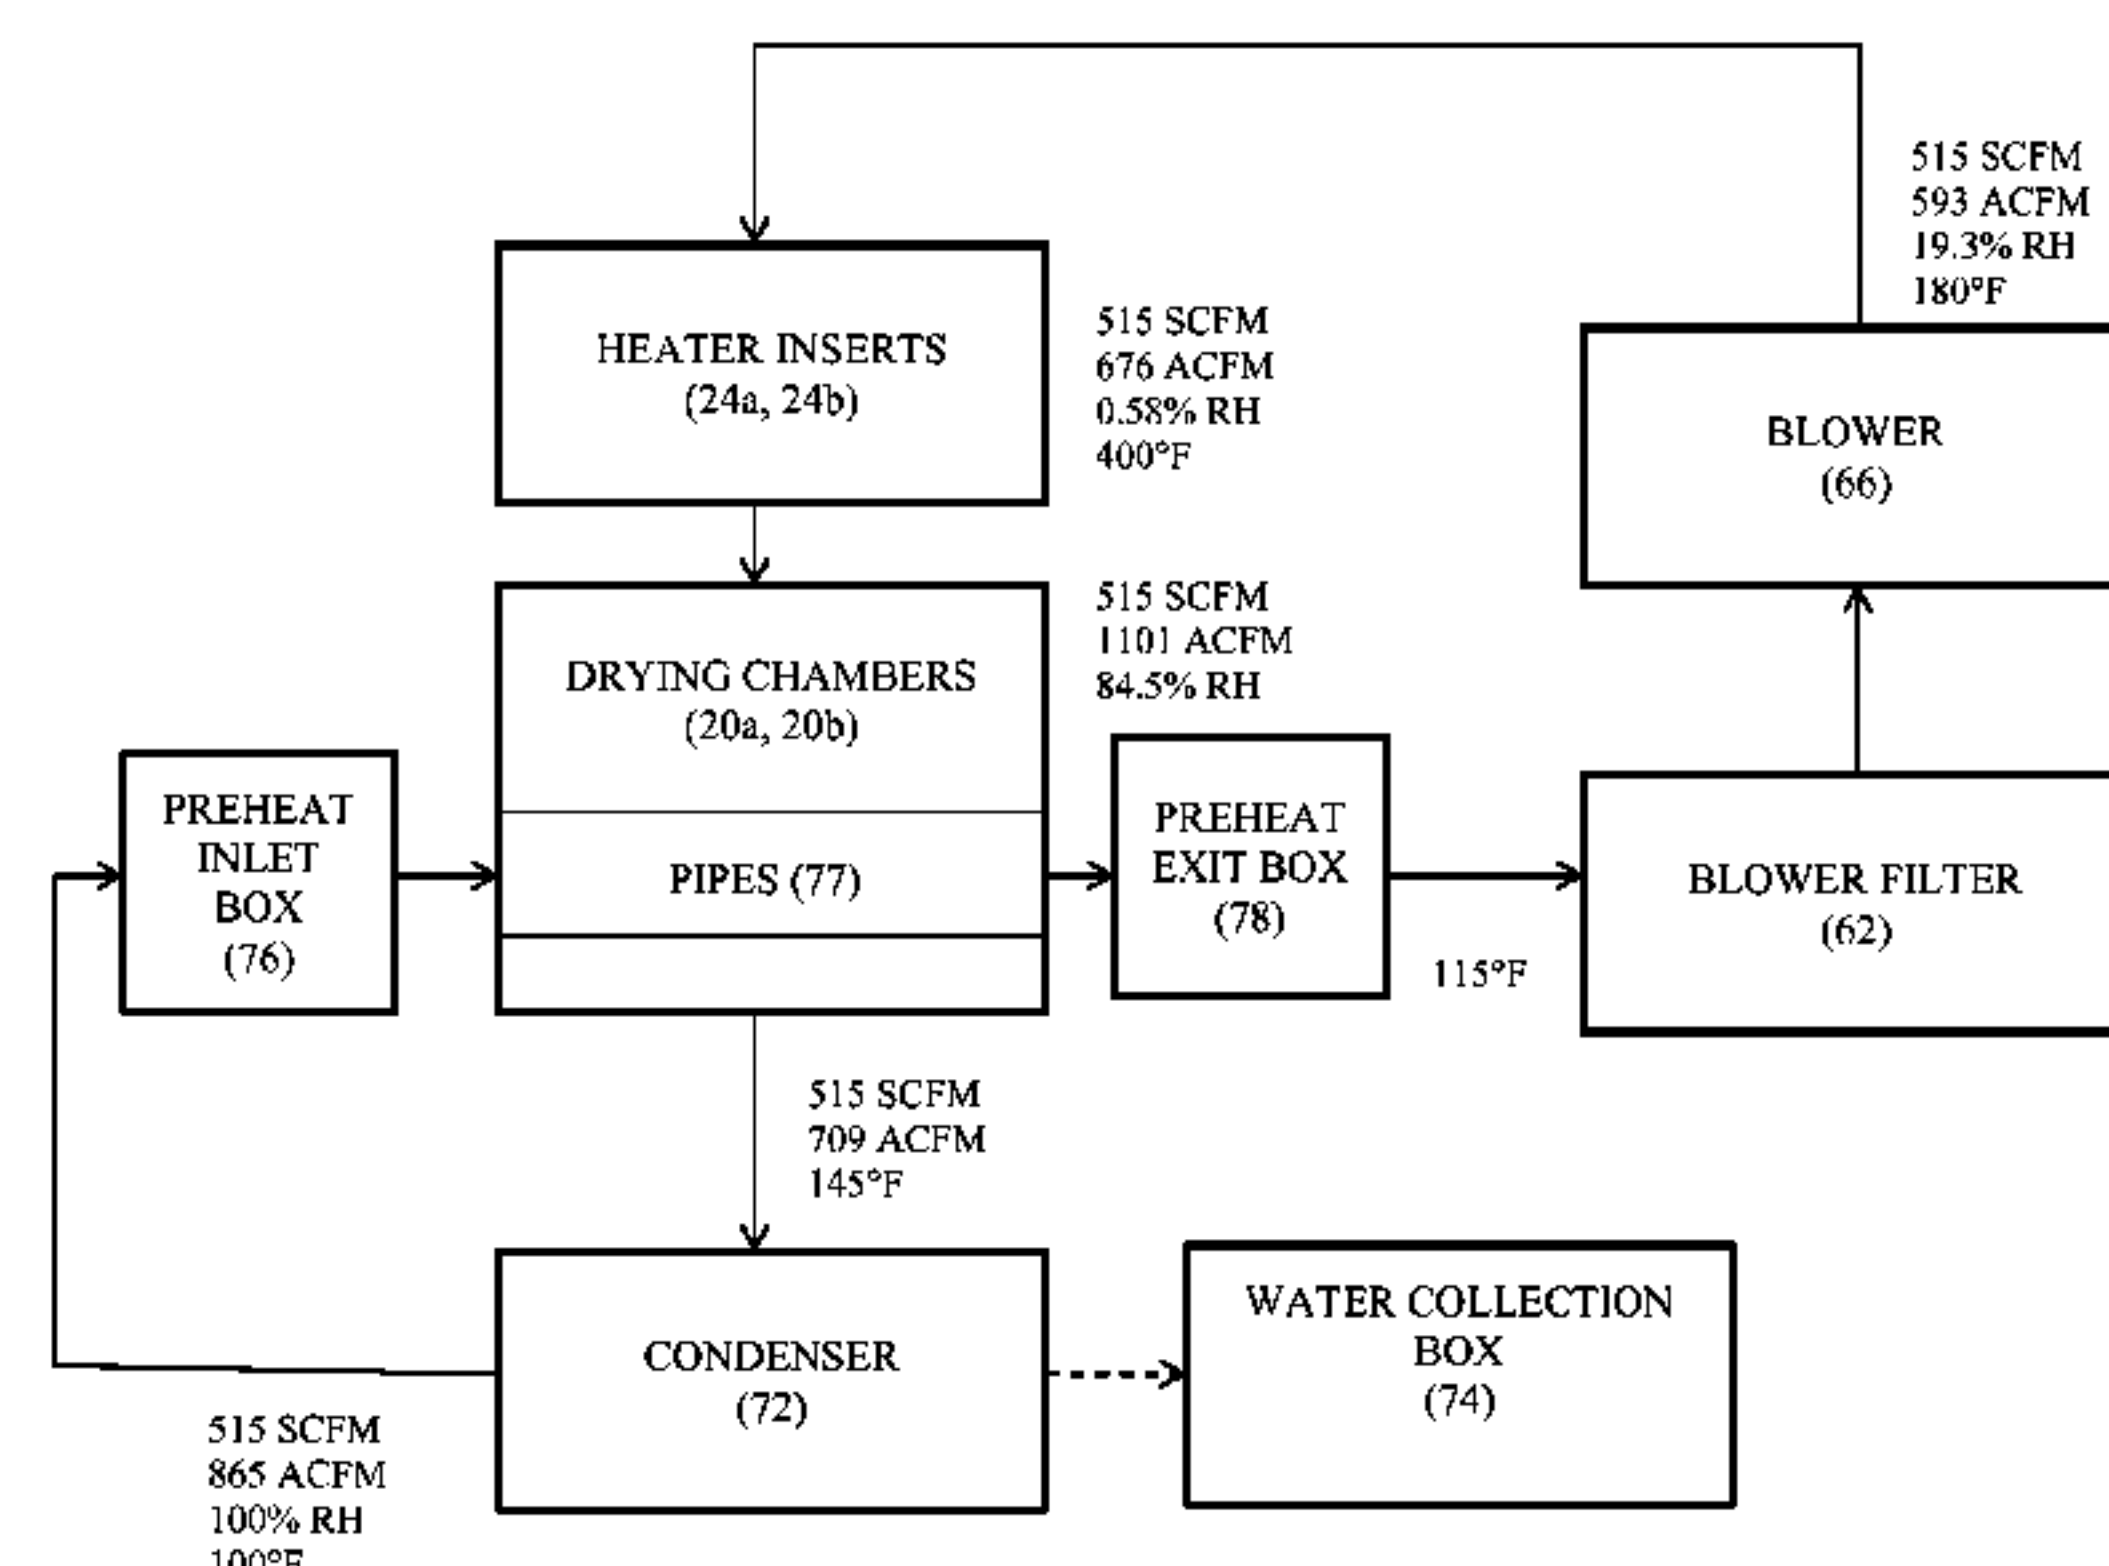 515 SCFM
593 ACFM
19.3% RH
180°F
HEATER INSERTS
(24a, 24b)
515 SCFM
676 ACFM
0.58% RH
400°F
BLOWER
(66)
DRYING CHAMBERS
(20a, 20b)
515 SCFM
1101 ACFM
84.5% RH
PREHEAT
INLET
BOX
(76)
PIPES (77)
PREHEAT
EXIT BOX
(78)
115°F
BLOWER FILTER
(62)
515 SCFM
709 ACFM
145°F
CONDENSER
(72)
WATER COLLECTION
BOX
(74)
515 SCFM
865 ACFM
100% RH
100°F